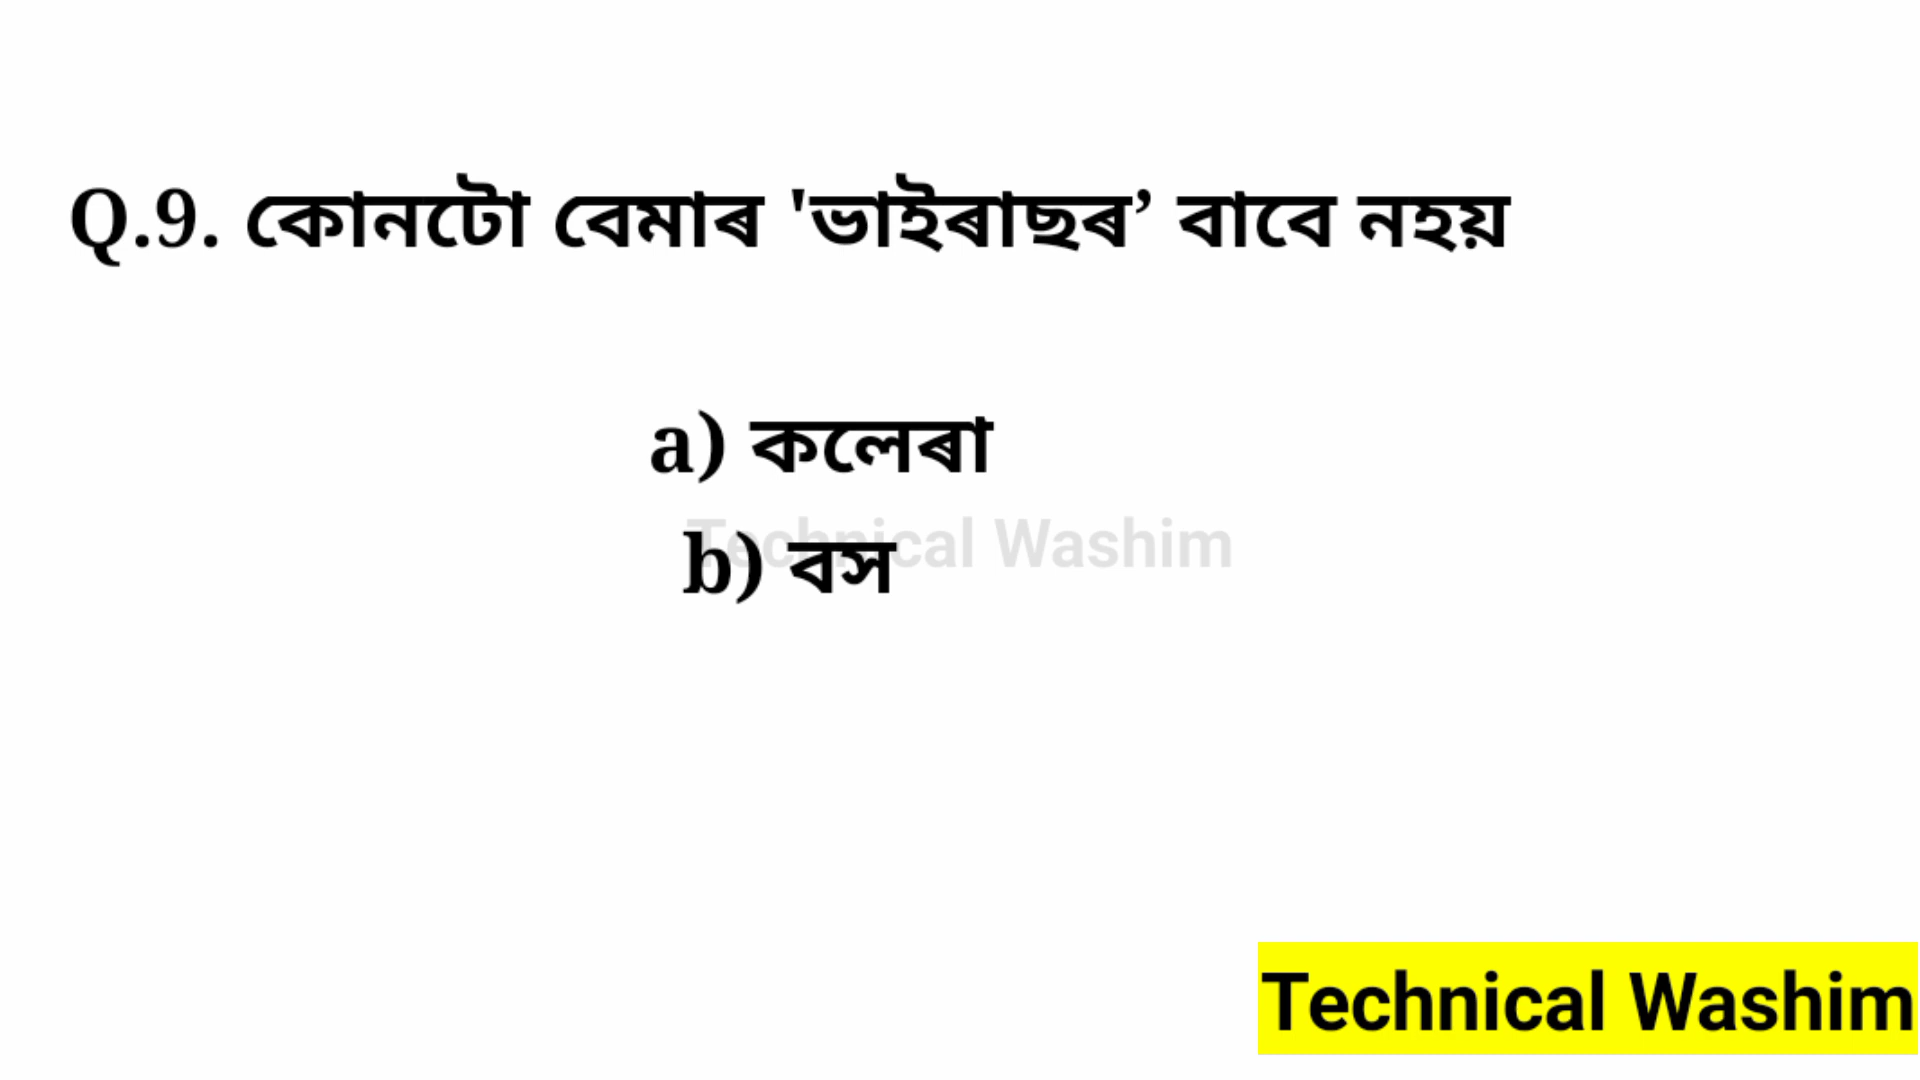 Q.9. কোনটো বেমাৰ 'ভাইৰাছৰ’ বাবে নহয়
a) কলেৰা
Technical Washim
b) বস
Technical Washim